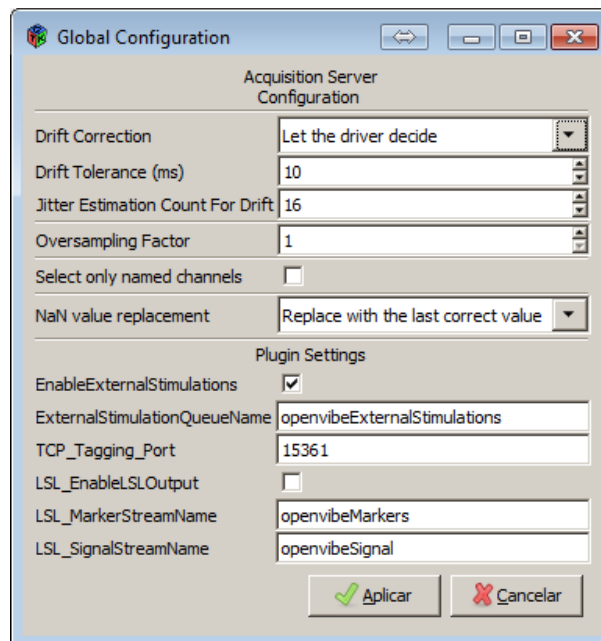 Global Configuration
Acquisition Server
Configuration
Drift Correction Let the driver decide
Drift Tolerance (ms) 10
Jitter Estimation Count For Drift 16
Oversampling Factor 1
Select only named channels
NaN value replacement Replace with the last correct value
Plugin Settings
EnableExternalStimulations
ExternalStimulationQueueName openvibeExternalStimulations
TCP_Tagging_Port 15361
LSL_EnableLSLOutput
LSL_MarkerStreamName openvibeMarkers
LSL_SignalStreamName openvibeSignal
Aplicar Cancelar